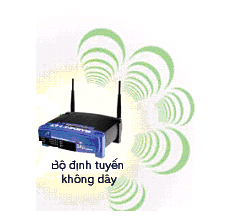 Bộ định tuyến
không dây